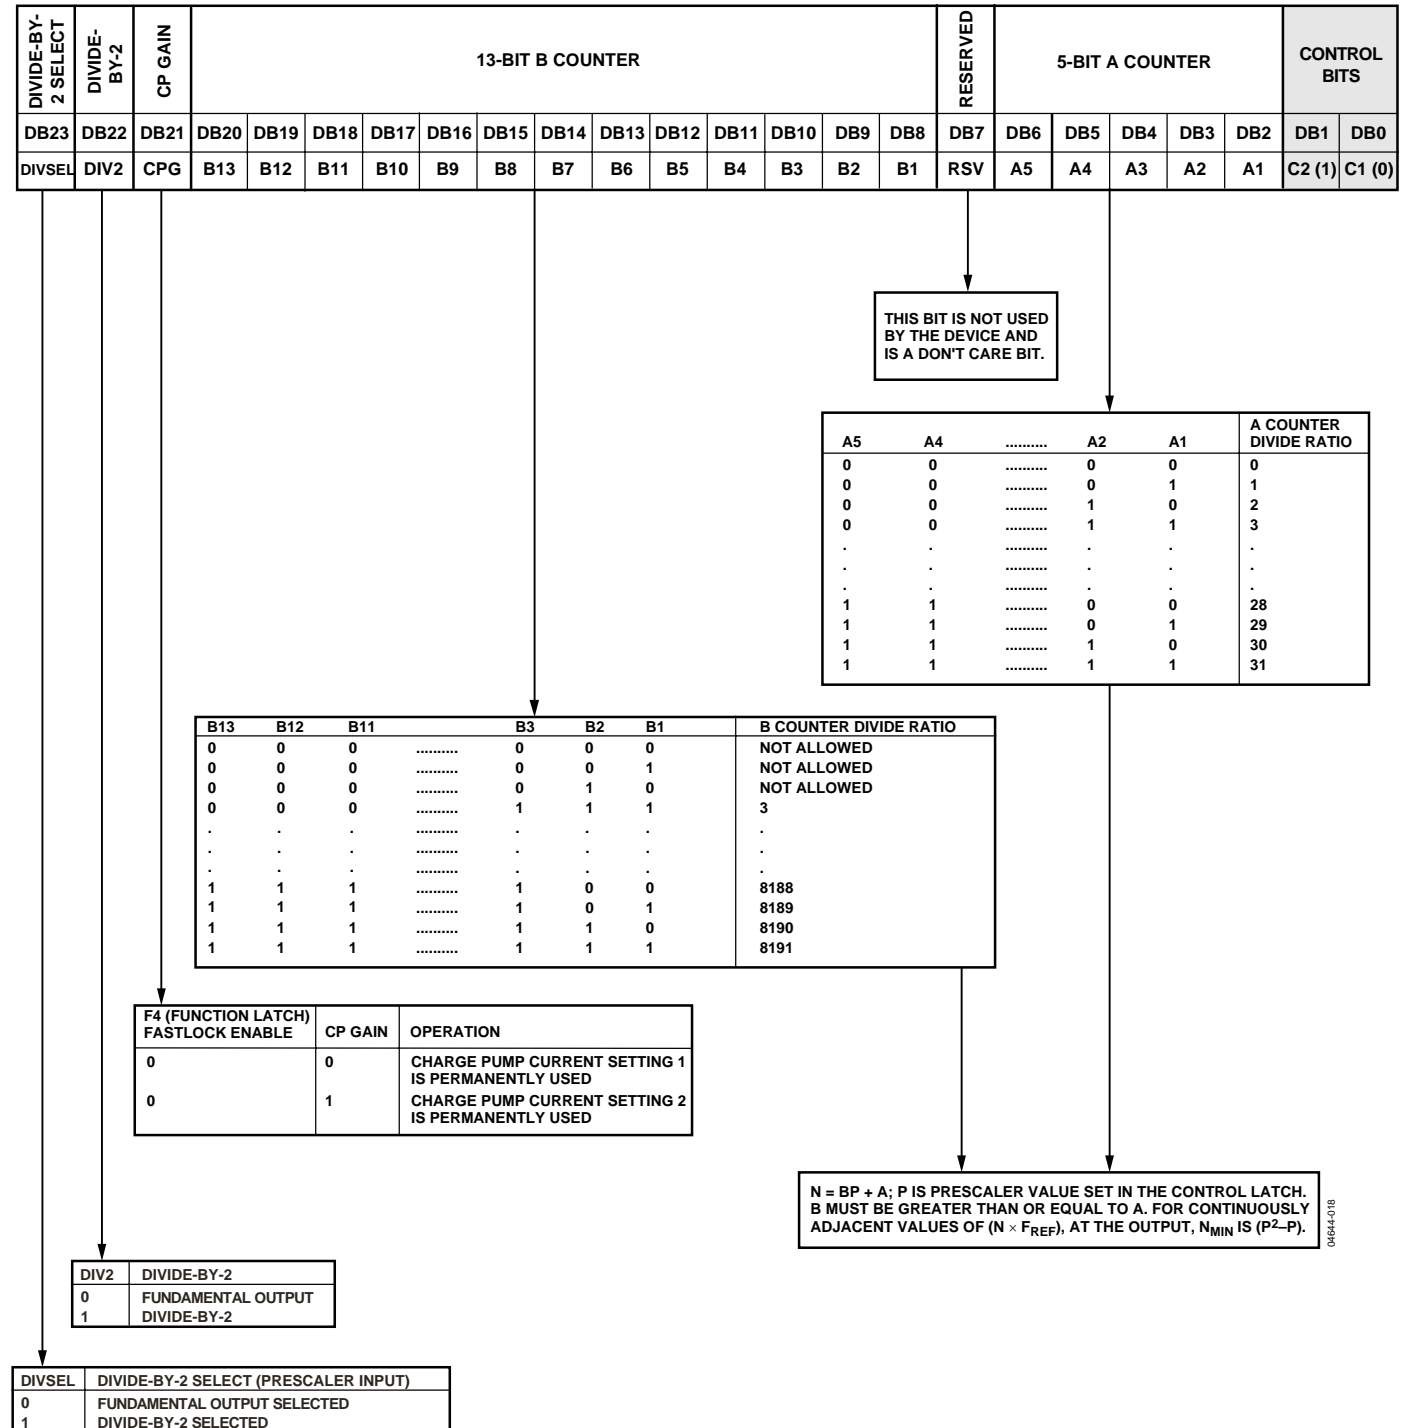 DIVIDE-BY-
2 SELECT
DIVIDE-
BY-2
CP GAIN
13-BIT B COUNTER
RESERVED
5-BIT A COUNTER
CONTROL
BITS
DB23 DB22 DB21 DB20 DB19 DB18 DB17 DB16 DB15 DB14 DB13 DB12 DB11 DB10 DB9 DB8 DB7 DB6 DB5 DB4 DB3 DB2 DB1 DB0
DIVSEL DIV2 CPG B13 B12 B11 B10 B9 B8 B7 B6 B5 B4 B3 B2 B1 RSV A5 A4 A3 A2 A1 C2 (1) C1 (0)
THIS BIT IS NOT USED
BY THE DEVICE AND
IS A DON'T CARE BIT.
A COUNTER
A5 A4 .......... A2 A1 DIVIDE RATIO
0 0 .......... 0 0 0
0 0 .......... 0 1 1
0 0 .......... 1 0 2
0 0 .......... 1 1 3
. . .......... . . .
. . .......... . . .
. . .......... . . .
1 1 .......... 0 0 28
1 1 .......... 0 1 29
1 1 .......... 1 0 30
1 1 .......... 1 1 31
B13 B12 B11 B3 B2 B1 B COUNTER DIVIDE RATIO
0 0 0 .......... 0 0 0 NOT ALLOWED
0 0 0 .......... 0 0 1 NOT ALLOWED
0 0 0 .......... 0 1 0 NOT ALLOWED
0 0 0 .......... 1 1 1 3
. . . .......... . . . .
. . . .......... . . . .
. . . .......... . . . .
1 1 1 .......... 1 0 0 8188
1 1 1 .......... 1 0 1 8189
1 1 1 .......... 1 1 0 8190
1 1 1 .......... 1 1 1 8191
F4 (FUNCTION LATCH)
FASTLOCK ENABLE CP GAIN OPERATION
0 0 CHARGE PUMP CURRENT SETTING 1
IS PERMANENTLY USED
0 1 CHARGE PUMP CURRENT SETTING 2
IS PERMANENTLY USED
N = BP + A; P IS PRESCALER VALUE SET IN THE CONTROL LATCH.
B MUST BE GREATER THAN OR EQUAL TO A. FOR CONTINUOUSLY
ADJACENT VALUES OF (N × FREF), AT THE OUTPUT, NMIN IS (P²–P).
04644-018
DIV2 DIVIDE-BY-2
0 FUNDAMENTAL OUTPUT
1 DIVIDE-BY-2
DIVSEL DIVIDE-BY-2 SELECT (PRESCALER INPUT)
0 FUNDAMENTAL OUTPUT SELECTED
1 DIVIDE-BY-2 SELECTED